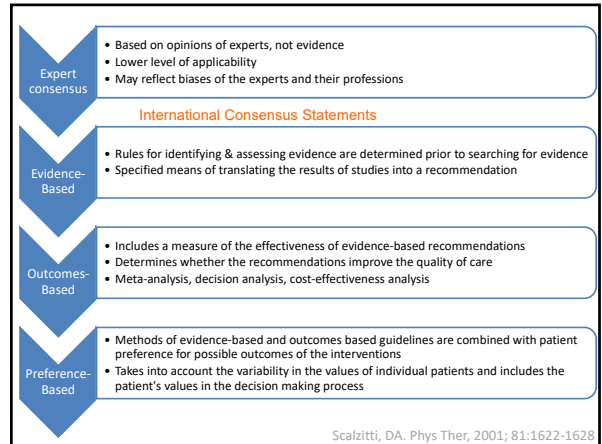 Expert
consensus
• Based on opinions of experts, not evidence
• Lower level of applicability
• May reflect biases of the experts and their professions
International Consensus Statements
Evidence-
Based
• Rules for identifying & assessing evidence are determined prior to searching for evidence
• Specified means of translating the results of studies into a recommendation
Outcomes-
Based
• Includes a measure of the effectiveness of evidence-based recommendations
• Determines whether the recommendations improve the quality of care
• Meta-analysis, decision analysis, cost-effectiveness analysis
Preference-
Based
• Methods of evidence-based and outcomes based guidelines are combined with patient
preference for possible outcomes of the interventions
• Takes into account the variability in the values of individual patients and includes the
patient's values in the decision making process
Scalzitti, DA. Phys Ther, 2001; 81:1622-1628